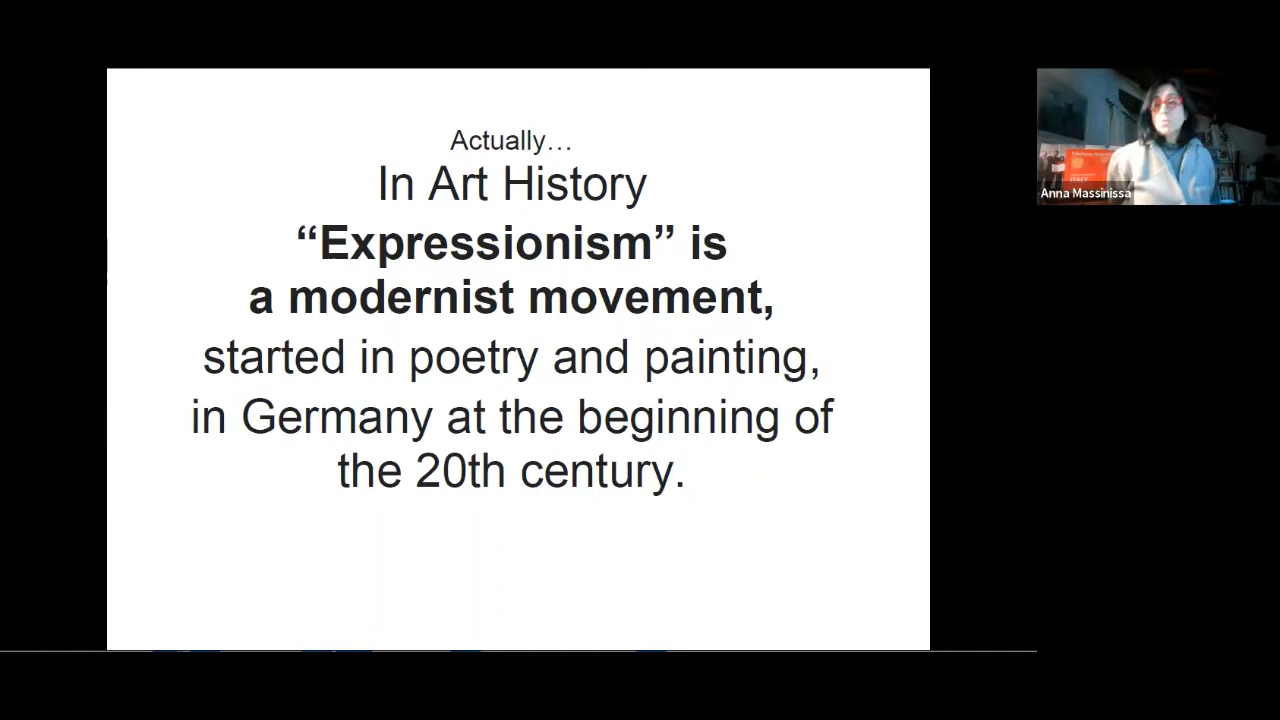 Actually…
In Art History
“Expressionism” is
a modernist movement,
started in poetry and painting,
in Germany at the beginning of
the 20th century.
Anna Massinissa
ITALY